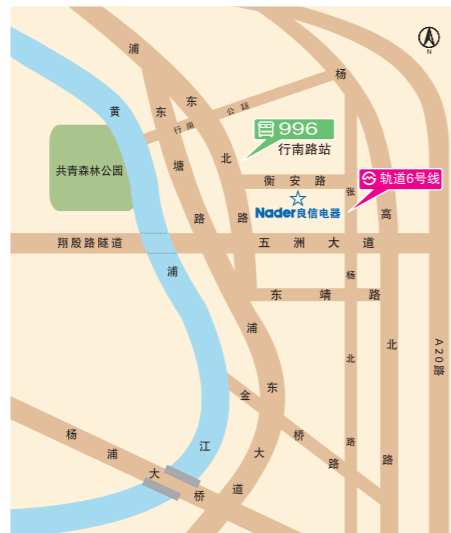 N
浦东北路
杨高北路
黄浦江
东塘路
行南公路
996
行南路站
共青森林公园
衡安路
轨道6号线
张杨北路
Nader良信电器
翔殷路隧道
五洲大道
东靖路
A20路
浦东大道
金桥路
杨浦大桥